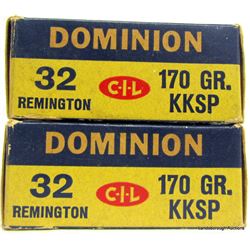 DOMINION
32
REMINGTON
C-I-L
170 GR.
KKSP
DOMINION
32
REMINGTON
C-I-L
170 GR.
KKSP